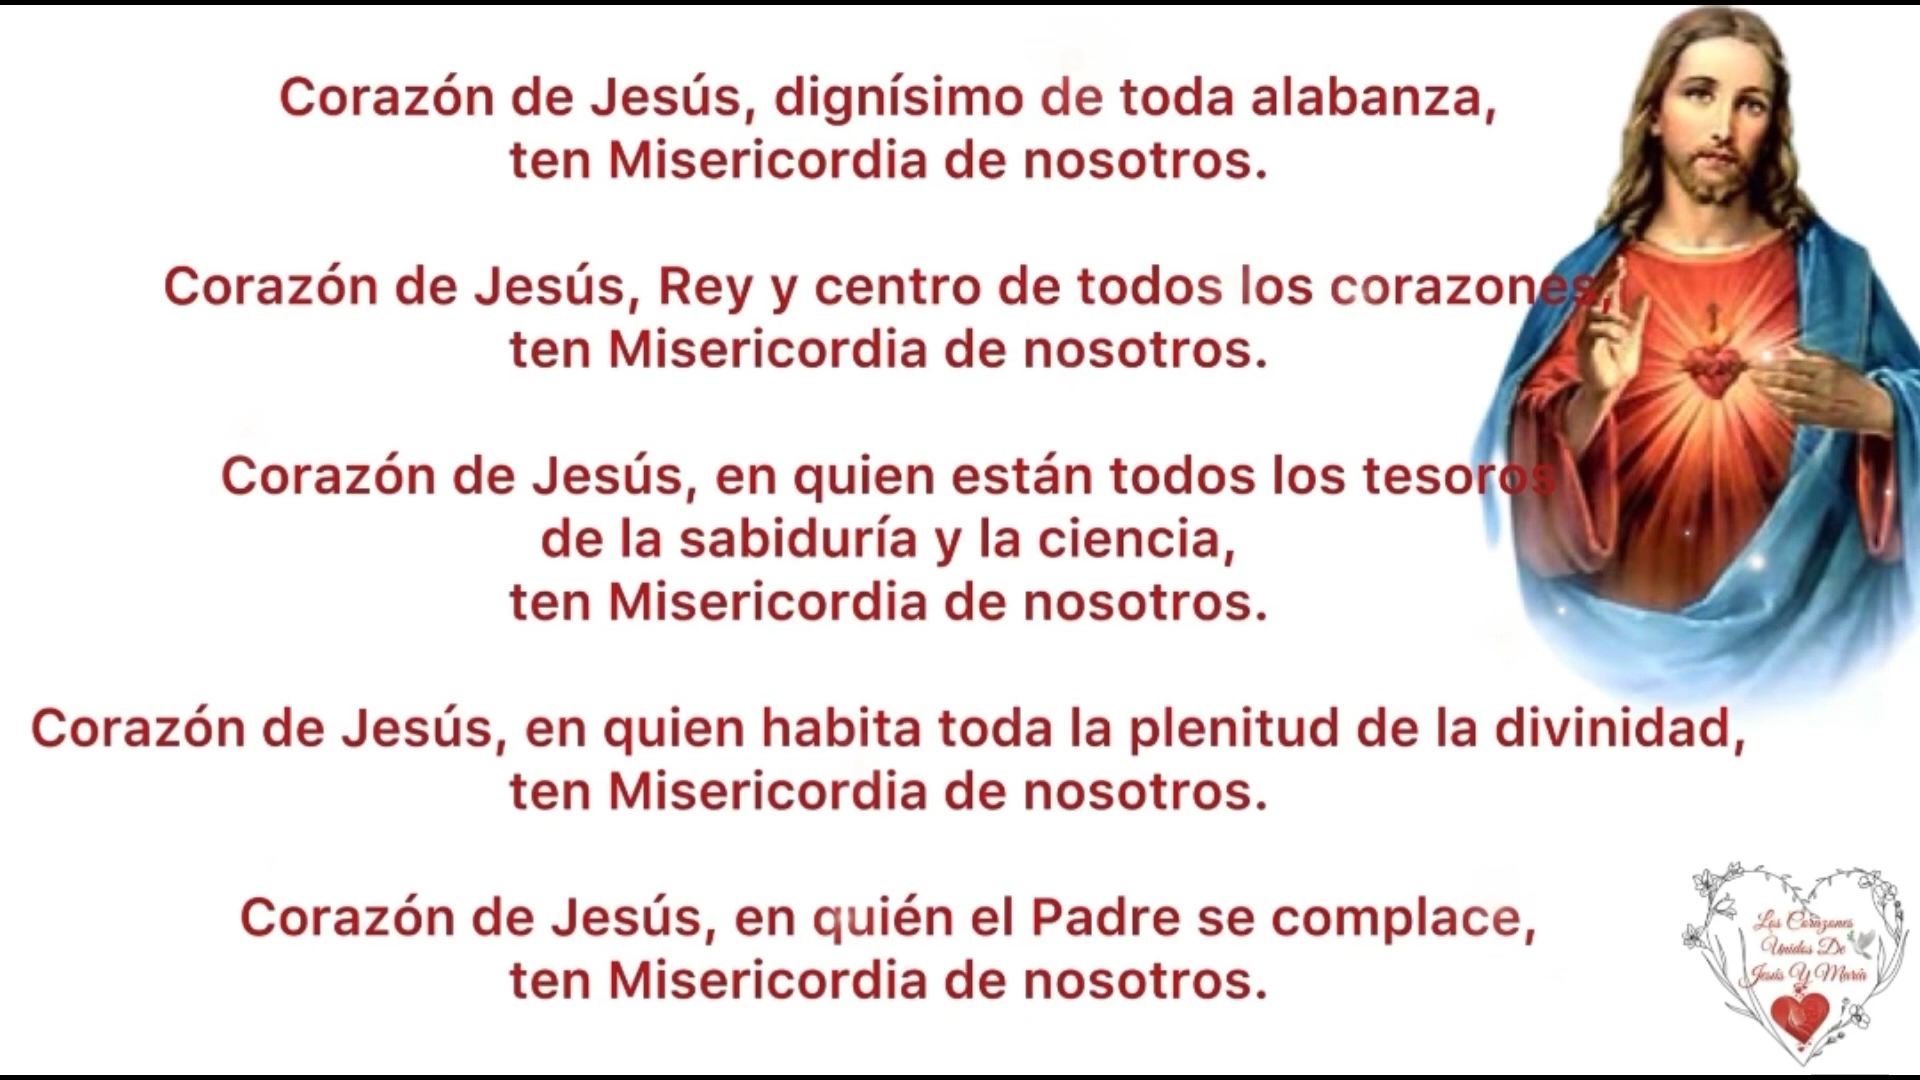 Corazón de Jesús, dignísimo de toda alabanza,
ten Misericordia de nosotros.
Corazón de Jesús, Rey y centro de todos los corazones,
ten Misericordia de nosotros.
Corazón de Jesús, en quien están todos los tesoros
de la sabiduría y la ciencia,
ten Misericordia de nosotros.
Corazón de Jesús, en quien habita toda la plenitud de la divinidad,
ten Misericordia de nosotros.
Corazón de Jesús, en quién el Padre se complace,
ten Misericordia de nosotros.
Los Corazones
Unidos De
Jesús Y María